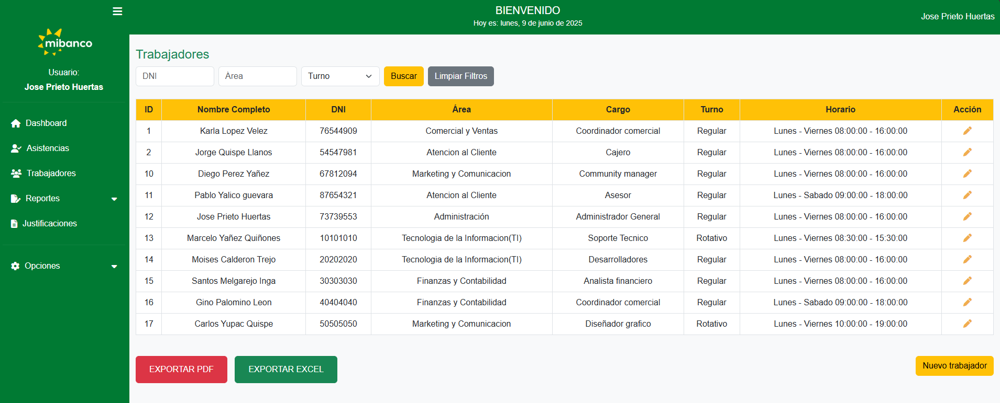 BIENVENIDO
Hoy es: lunes, 9 de junio de 2025
Jose Prieto Huertas
mibanco
Usuario:
Jose Prieto Huertas
Dashboard
Asistencias
Trabajadores
Reportes
Justificaciones
Opciones
Trabajadores
DNI Área Turno Buscar Limpiar Filtros
ID Nombre Completo DNI Área Cargo Turno Horario Acción
1 Karla Lopez Velez 76544909 Comercial y Ventas Coordinador comercial Regular Lunes - Viernes 08:00:00 - 16:00:00
2 Jorge Quispe Llanos 54547981 Atencion al Cliente Cajero Regular Lunes - Viernes 08:00:00 - 16:00:00
10 Diego Perez Yañez 67812094 Marketing y Comunicacion Community manager Regular Lunes - Viernes 08:00:00 - 16:00:00
11 Pablo Yalico guevara 87654321 Atencion al Cliente Asesor Regular Lunes - Sabado 09:00:00 - 18:00:00
12 Jose Prieto Huertas 73739553 Administración Administrador General Regular Lunes - Viernes 08:00:00 - 16:00:00
13 Marcelo Yañez Quiñones 10101010 Tecnologia de la Informacion(TI) Soporte Tecnico Rotativo Lunes - Viernes 08:30:00 - 15:30:00
14 Moises Calderon Trejo 20202020 Tecnologia de la Informacion(TI) Desarrolladores Regular Lunes - Viernes 08:00:00 - 16:00:00
15 Santos Melgarejo Inga 30303030 Finanzas y Contabilidad Analista financiero Regular Lunes - Viernes 08:00:00 - 16:00:00
16 Gino Palomino Leon 40404040 Finanzas y Contabilidad Coordinador comercial Regular Lunes - Sabado 09:00:00 - 18:00:00
17 Carlos Yupac Quispe 50505050 Marketing y Comunicacion Diseñador grafico Rotativo Lunes - Viernes 10:00:00 - 19:00:00
EXPORTAR PDF EXPORTAR EXCEL Nuevo trabajador